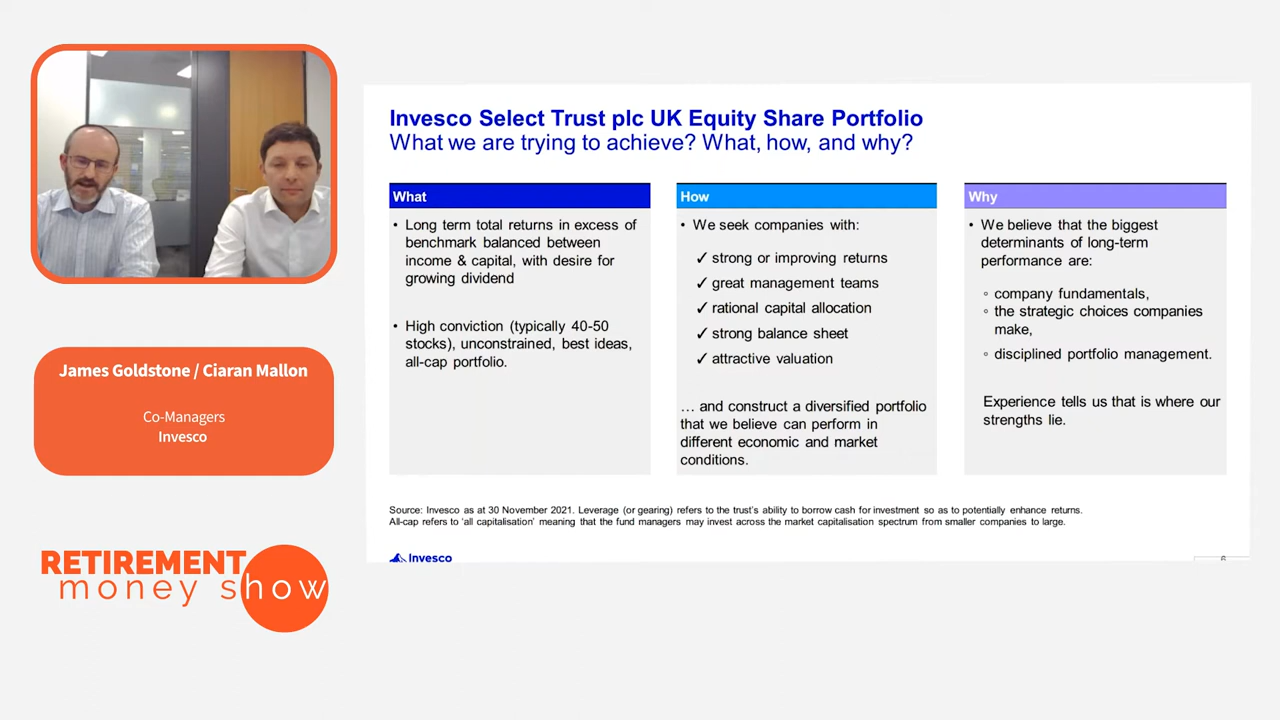 James Goldstone / Ciaran Mallon
Co-Managers
Invesco
RETIREMENT
money show
Invesco Select Trust plc UK Equity Share Portfolio
What we are trying to achieve? What, how, and why?
What
• Long term total returns in excess of
benchmark balanced between
income & capital, with desire for
growing dividend
• High conviction (typically 40-50
stocks), unconstrained, best ideas,
all-cap portfolio.
How
• We seek companies with:
✓ strong or improving returns
✓ great management teams
✓ rational capital allocation
✓ strong balance sheet
✓ attractive valuation
… and construct a diversified portfolio
that we believe can perform in
different economic and market
conditions.
Why
• We believe that the biggest
determinants of long-term
performance are:
◦ company fundamentals,
◦ the strategic choices companies
make,
◦ disciplined portfolio management.
Experience tells us that is where our
strengths lie.
Source: Invesco as at 30 November 2021. Leverage (or gearing) refers to the trust's ability to borrow cash for investment so as to potentially enhance returns.
All-cap refers to 'all capitalisation' meaning that the fund managers may invest across the market capitalisation spectrum from smaller companies to large.
Invesco